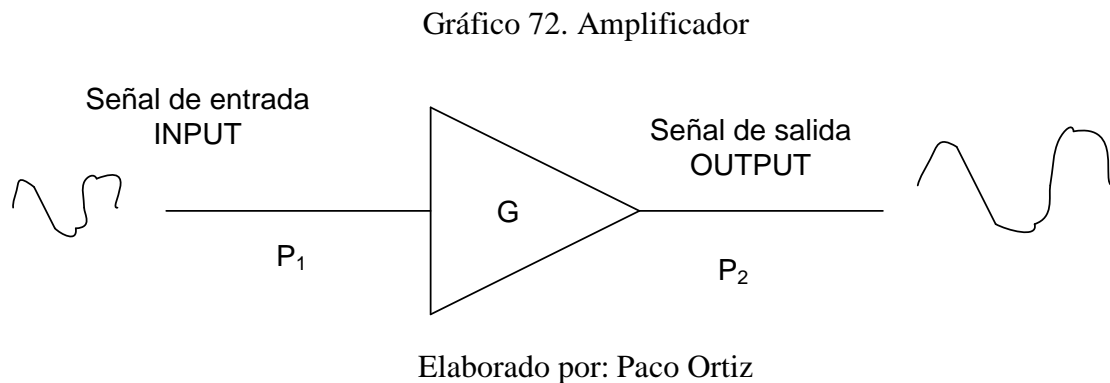 Gráfico 72. Amplificador
Señal de entrada
INPUT
Señal de salida
OUTPUT
G
P₁
P₂
Elaborado por: Paco Ortiz